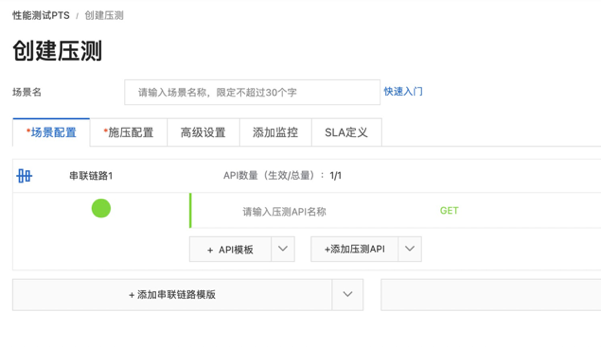 性能测试PTS / 创建压测
创建压测
场景名 请输入场景名称，限定不超过30个字 快速入门
*场景配置 *施压配置 高级设置 添加监控 SLA定义
串联链路1 API数量（生效/总量）：1/1
请输入压测API名称 GET
+ API模板 +添加压测API
+ 添加串联链路模版